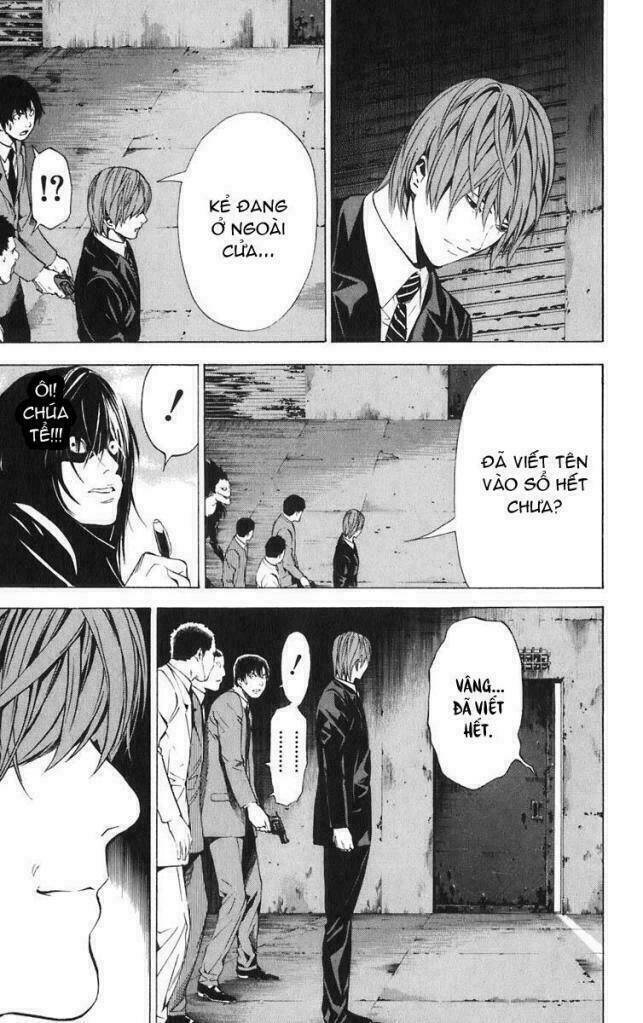 KẺ ĐANG
Ở NGOÀI
CỬA...
!?
ĐÃ VIẾT TÊN
VÀO SỔ HẾT
CHƯA?
!
ÔI!
CHÚA
TỂ!!!
VÂNG...
ĐÃ VIẾT
HẾT.
!
........